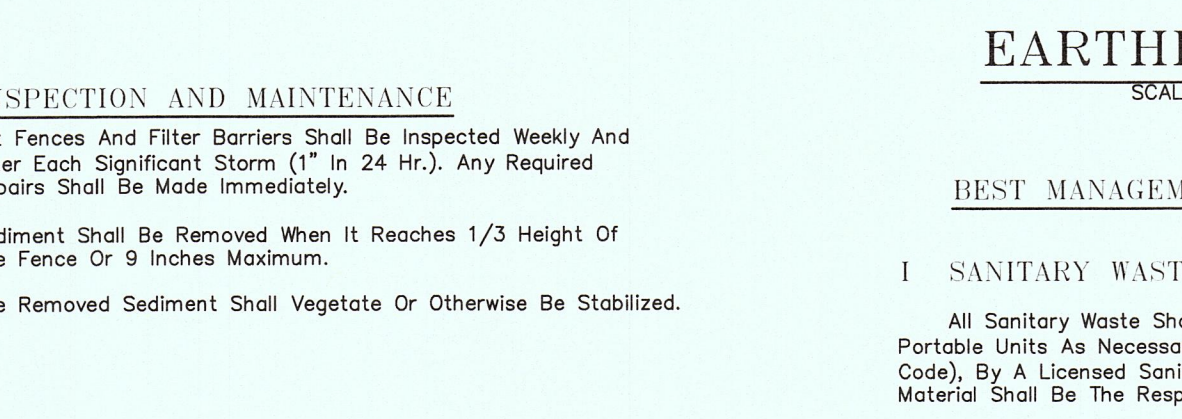 NSPECTION AND MAINTENANCE
Fences And Filter Barriers Shall Be Inspected Weekly And
er Each Significant Storm (1" In 24 Hr.). Any Required
pairs Shall Be Made Immediately.
diment Shall Be Removed When It Reaches 1/3 Height Of
e Fence Or 9 Inches Maximum.
e Removed Sediment Shall Vegetate Or Otherwise Be Stabilized.
EARTH
SCAL
BEST MANAGEM
I SANITARY WAST
All Sanitary Waste Sh
Portable Units As Necessa
Code), By A Licensed Sani
Material Shall Be The Resp